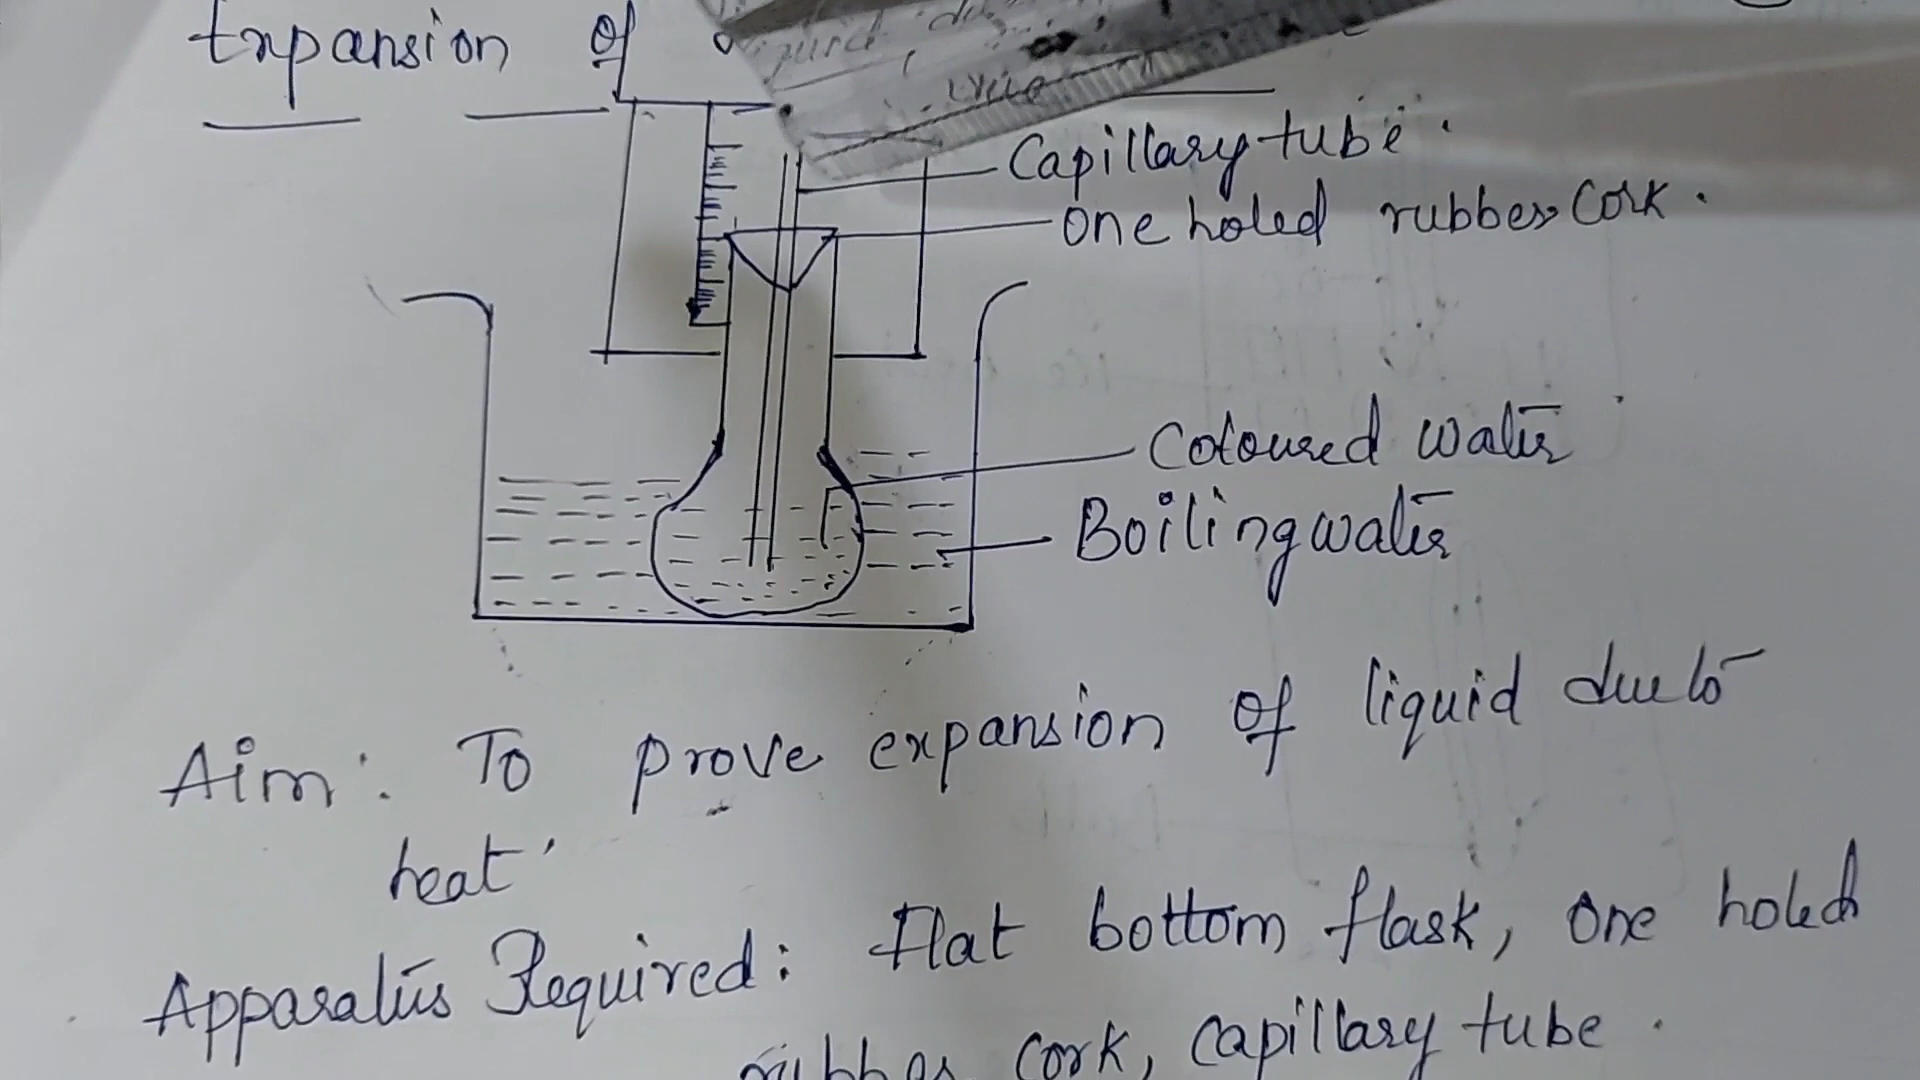 Expansion of
Capillary tube.
One holed rubber Cork.
Coloured water
Boiling water
Aim: To prove expansion of liquid due to
heat.
Apparatus Required: Flat bottom flask, One holed
rubber Cork, Capillary tube.